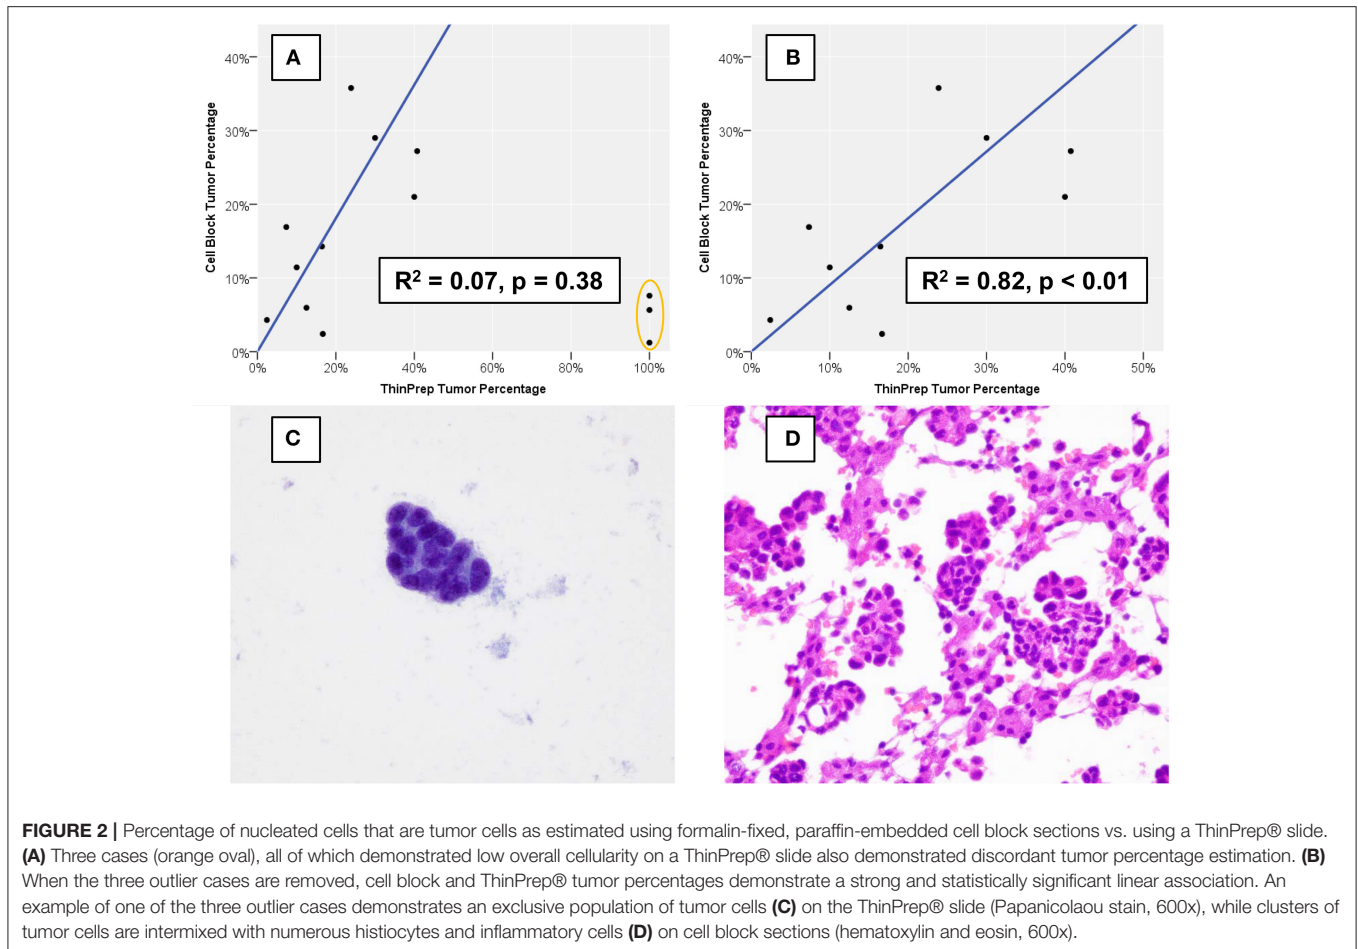 A
B
40%
30%
20%
10%
0%
Cell Block Tumor Percentage
R² = 0.07, p = 0.38
0% 20% 40% 60% 80% 100%
ThinPrep Tumor Percentage
40%
30%
20%
10%
0%
Cell Block Tumor Percentage
R² = 0.82, p < 0.01
0% 10% 20% 30% 40% 50%
ThinPrep Tumor Percentage
C
D
FIGURE 2 | Percentage of nucleated cells that are tumor cells as estimated using formalin-fixed, paraffin-embedded cell block sections vs. using a ThinPrep® slide.
(A) Three cases (orange oval), all of which demonstrated low overall cellularity on a ThinPrep® slide also demonstrated discordant tumor percentage estimation. (B)
When the three outlier cases are removed, cell block and ThinPrep® tumor percentages demonstrate a strong and statistically significant linear association. An
example of one of the three outlier cases demonstrates an exclusive population of tumor cells (C) on the ThinPrep® slide (Papanicolaou stain, 600x), while clusters of
tumor cells are intermixed with numerous histiocytes and inflammatory cells (D) on cell block sections (hematoxylin and eosin, 600x).